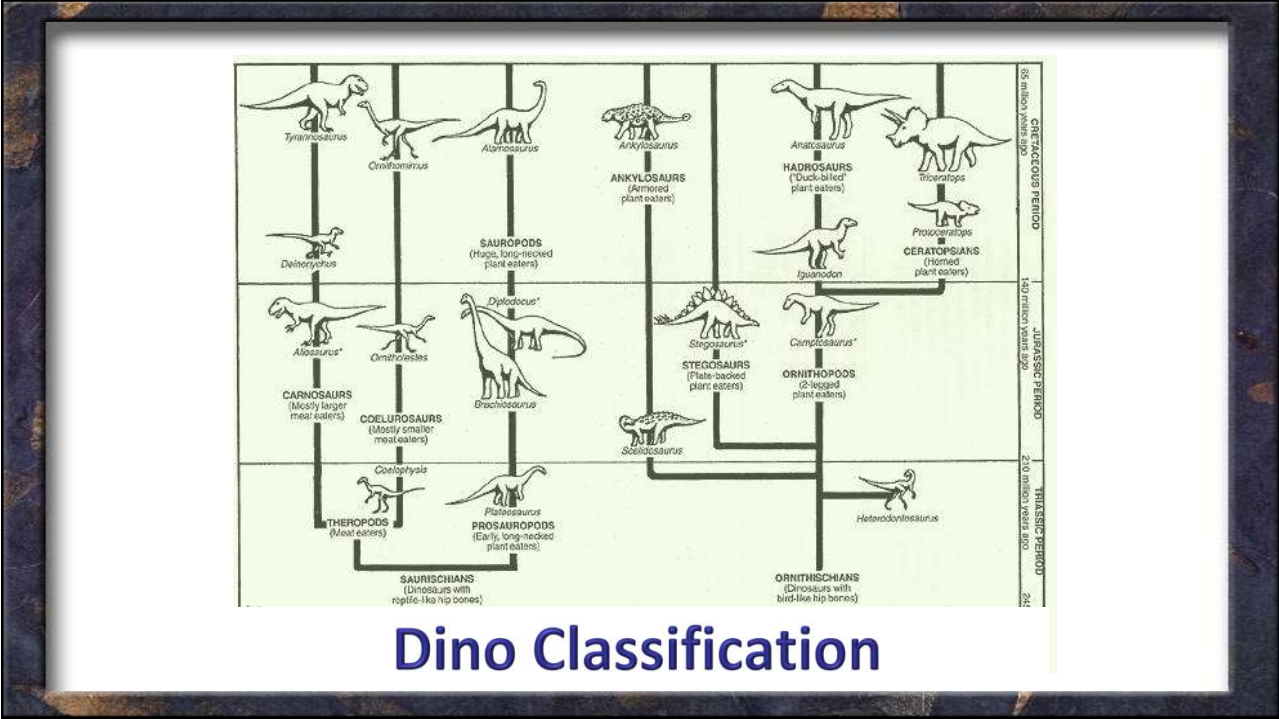 Tyrannosaurus
Ornithomimus
Alamosaurus
Ankylosaurus
Anatosaurus
Triceratops
ANKYLOSAURS
(Armored
plant eaters)
HADROSAURS
("Duck-billed"
plant eaters)
Protoceratops
CERATOPSIANS
(Horned
plant eaters)
Deinonychus
SAUROPODS
(Huge, long-necked
plant eaters)
Iguanodon
65 million years ago
CRETACEOUS PERIOD
Allosaurus*
Ornitholestes
Diplodocus*
Brachiosaurus
Stegosaurus*
Camptosaurus*
STEGOSAURS
(Plate-backed
plant eaters)
ORNITHOPODS
(2-legged
plant eaters)
CARNOSAURS
(Mostly larger
meat eaters)
COELUROSAURS
(Mostly smaller
meat eaters)
Scelidosaurus
140 million years ago
JURASSIC PERIOD
Coelophysis
Plateosaurus
Heterodontosaurus
THEROPODS
(Meat eaters)
PROSAUROPODS
(Early, long-necked
plant eaters)
210 million years ago
TRIASSIC PERIOD
SAURISCHIANS
(Dinosaurs with
reptile-like hip bones)
ORNITHISCHIANS
(Dinosaurs with
bird-like hip bones)
Dino Classification